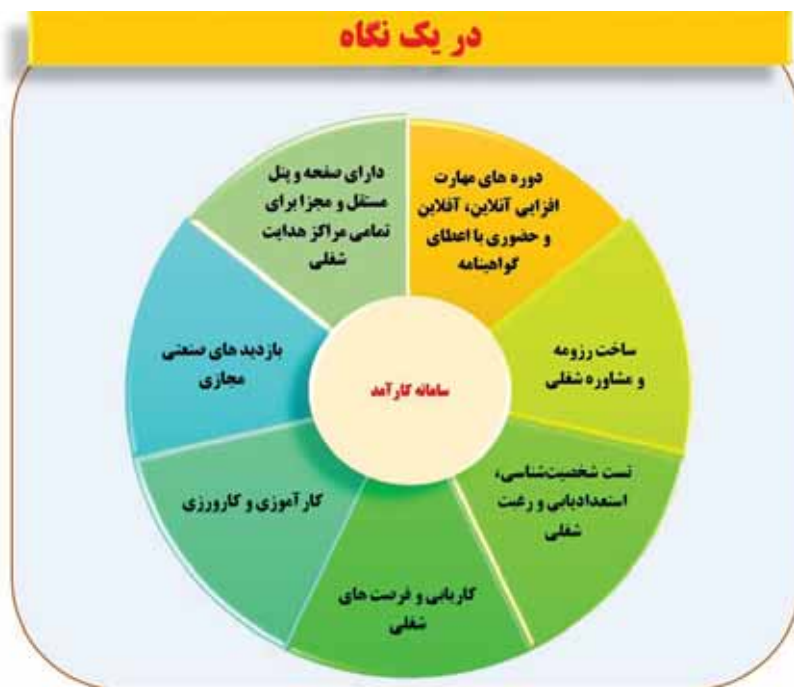 در یک نگاه
دوره های مهارت
افزایی آنلاین، آفلاین
و حضوری با اعطای
گواهینامه
ساخت رزومه
و مشاوره شغلی
تست شخصیت‌شناسی،
استعدادیابی و رغبت
شغلی
کاریابی و فرصت های
شغلی
کارآموزی و کارورزی
بازدید های صنعتی
مجازی
دارای صفحه و پنل
مستقل و مجزا برای
تمامی مراکز هدایت
شغلی
سامانه کارآمد